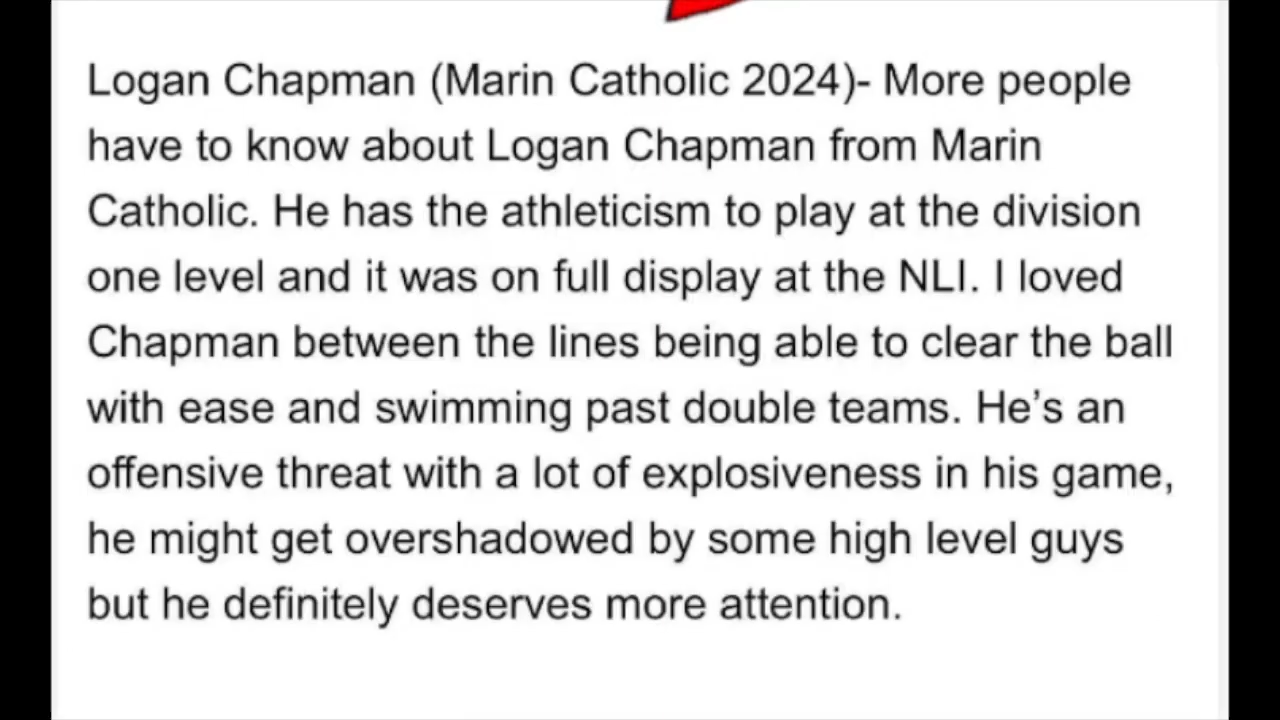 Logan Chapman (Marin Catholic 2024)- More people
have to know about Logan Chapman from Marin
Catholic. He has the athleticism to play at the division
one level and it was on full display at the NLI. I loved
Chapman between the lines being able to clear the ball
with ease and swimming past double teams. He’s an
offensive threat with a lot of explosiveness in his game,
he might get overshadowed by some high level guys
but he definitely deserves more attention.